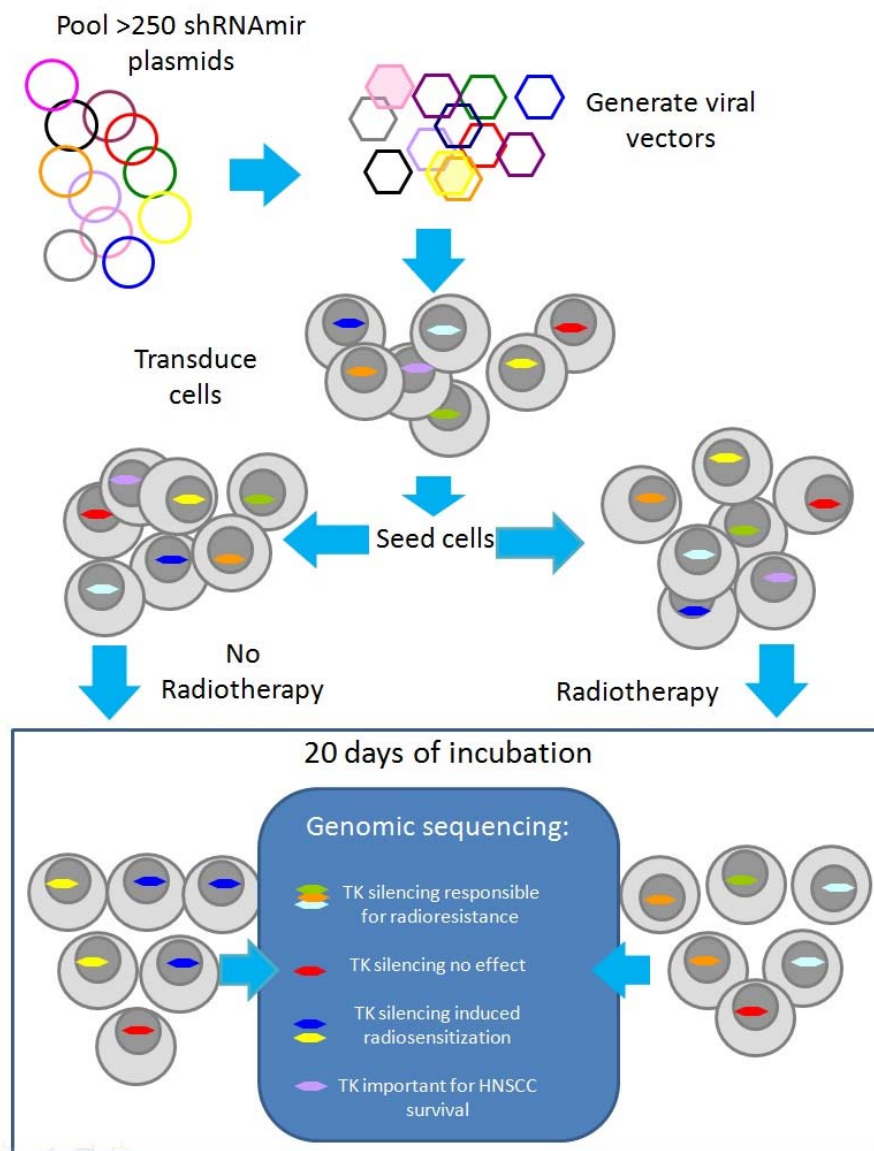 Pool >250 shRNAmir
plasmids
Generate viral
vectors
Transduce
cells
Seed cells
No
Radiotherapy
Radiotherapy
20 days of incubation
Genomic sequencing:
TK silencing responsible
for radioresistance
TK silencing no effect
TK silencing induced
radiosensitization
TK important for HNSCC
survival